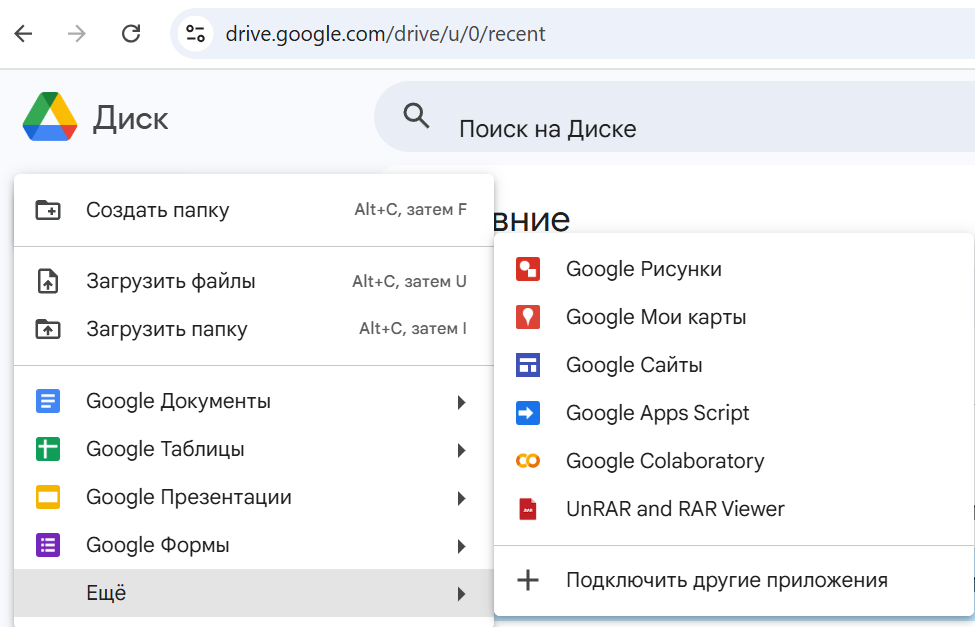 drive.google.com/drive/u/0/recent
Диск
Поиск на Диске
Создать папку Alt+C, затем F
Загрузить файлы Alt+C, затем U
Загрузить папку Alt+C, затем I
Google Документы
Google Таблицы
Google Презентации
Google Формы
Ещё
вние
Google Рисунки
Google Мои карты
Google Сайты
Google Apps Script
Google Colaboratory
UnRAR and RAR Viewer
Подключить другие приложения